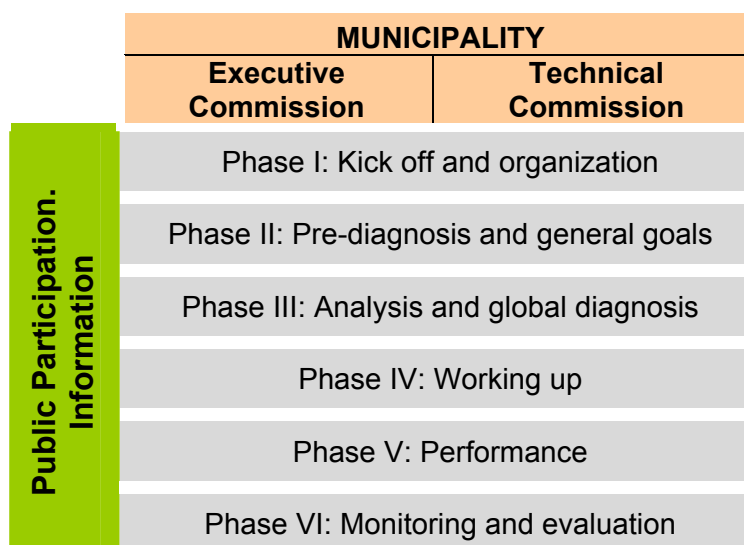 MUNICIPALITY
Executive
Commission
Technical
Commission
Public Participation.
Information
Phase I: Kick off and organization
Phase II: Pre-diagnosis and general goals
Phase III: Analysis and global diagnosis
Phase IV: Working up
Phase V: Performance
Phase VI: Monitoring and evaluation